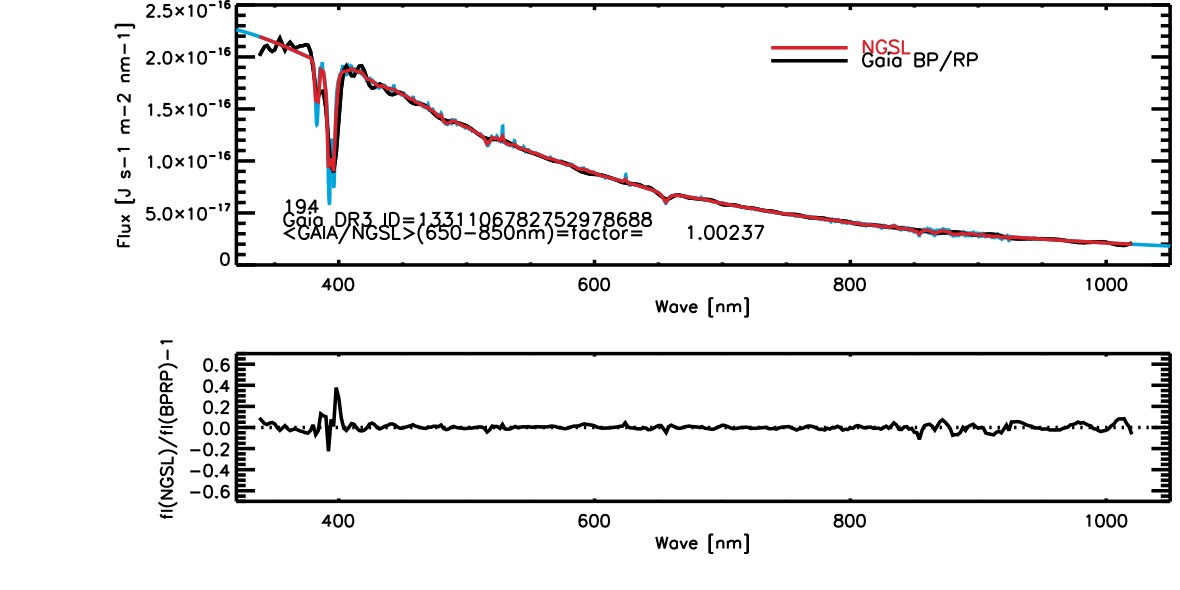 2.5×10−16
2.0×10−16
1.5×10−16
1.0×10−16
5.0×10−17
0
Flux [J s−1 m−2 nm−1]
NGSL
Gaia BP/RP
194
Gaia DR3 ID=1331106782752978688
<GAIA/NGSL>(650−850nm)=factor= 1.00237
400 600 800 1000
Wave [nm]
0.6
0.4
0.2
0.0
−0.2
−0.4
−0.6
fl(NGSL)/fl(BPRP)−1
400 600 800 1000
Wave [nm]